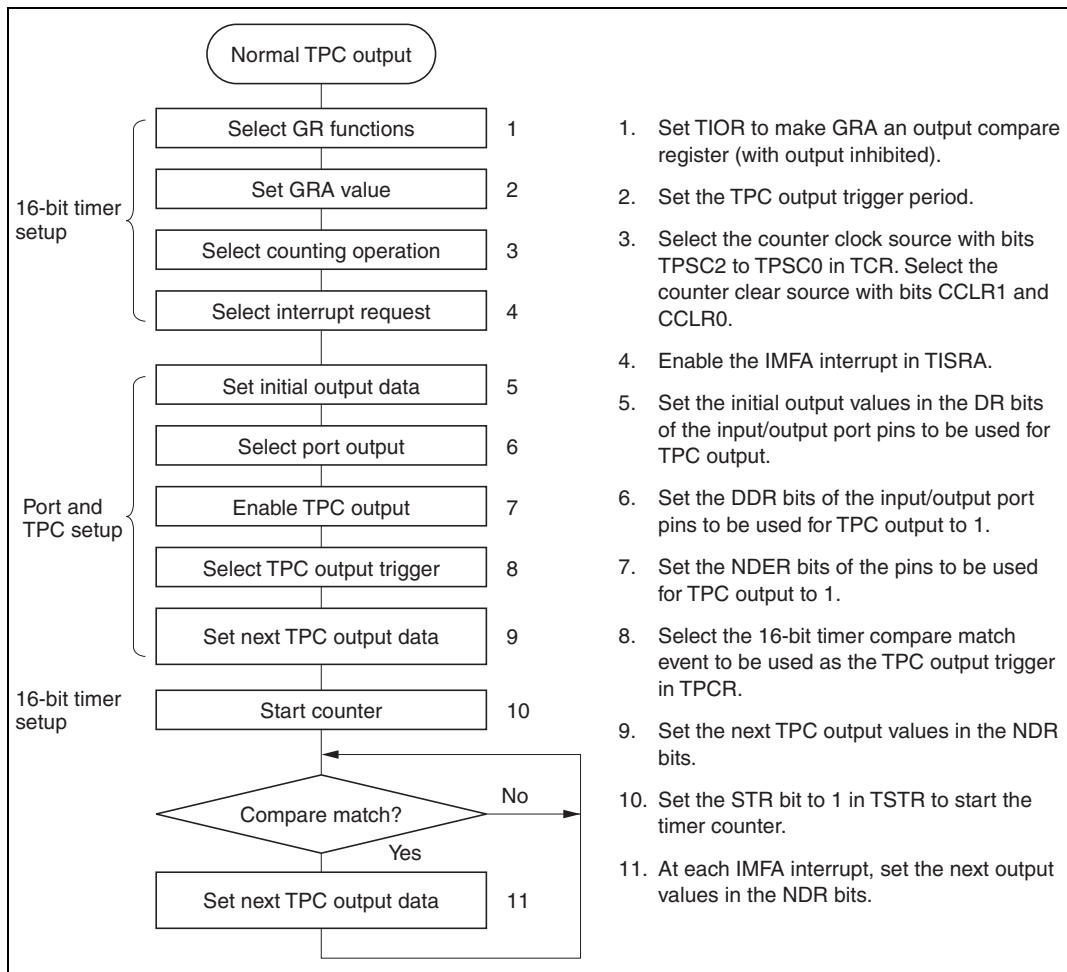 Normal TPC output
16-bit timer
setup
Select GR functions
1
Set GRA value
2
Select counting operation
3
Select interrupt request
4
Port and
TPC setup
Set initial output data
5
Select port output
6
Enable TPC output
7
Select TPC output trigger
8
Set next TPC output data
9
16-bit timer
setup
Start counter
10
Compare match?
No
Yes
Set next TPC output data
11
1. Set TIOR to make GRA an output compare
register (with output inhibited).
2. Set the TPC output trigger period.
3. Select the counter clock source with bits
TPSC2 to TPSC0 in TCR. Select the
counter clear source with bits CCLR1 and
CCLR0.
4. Enable the IMFA interrupt in TISRA.
5. Set the initial output values in the DR bits
of the input/output port pins to be used for
TPC output.
6. Set the DDR bits of the input/output port
pins to be used for TPC output to 1.
7. Set the NDER bits of the pins to be used
for TPC output to 1.
8. Select the 16-bit timer compare match
event to be used as the TPC output trigger
in TPCR.
9. Set the next TPC output values in the NDR
bits.
10. Set the STR bit to 1 in TSTR to start the
timer counter.
11. At each IMFA interrupt, set the next output
values in the NDR bits.